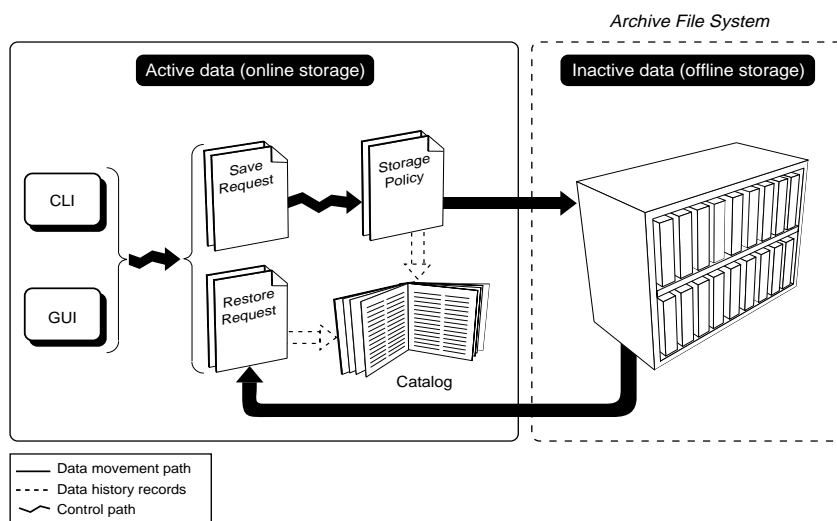 Archive File System
Active data (online storage)
Inactive data (offline storage)
CLI
GUI
Save
Request
Storage
Policy
Restore
Request
Catalog
Data movement path
Data history records
Control path